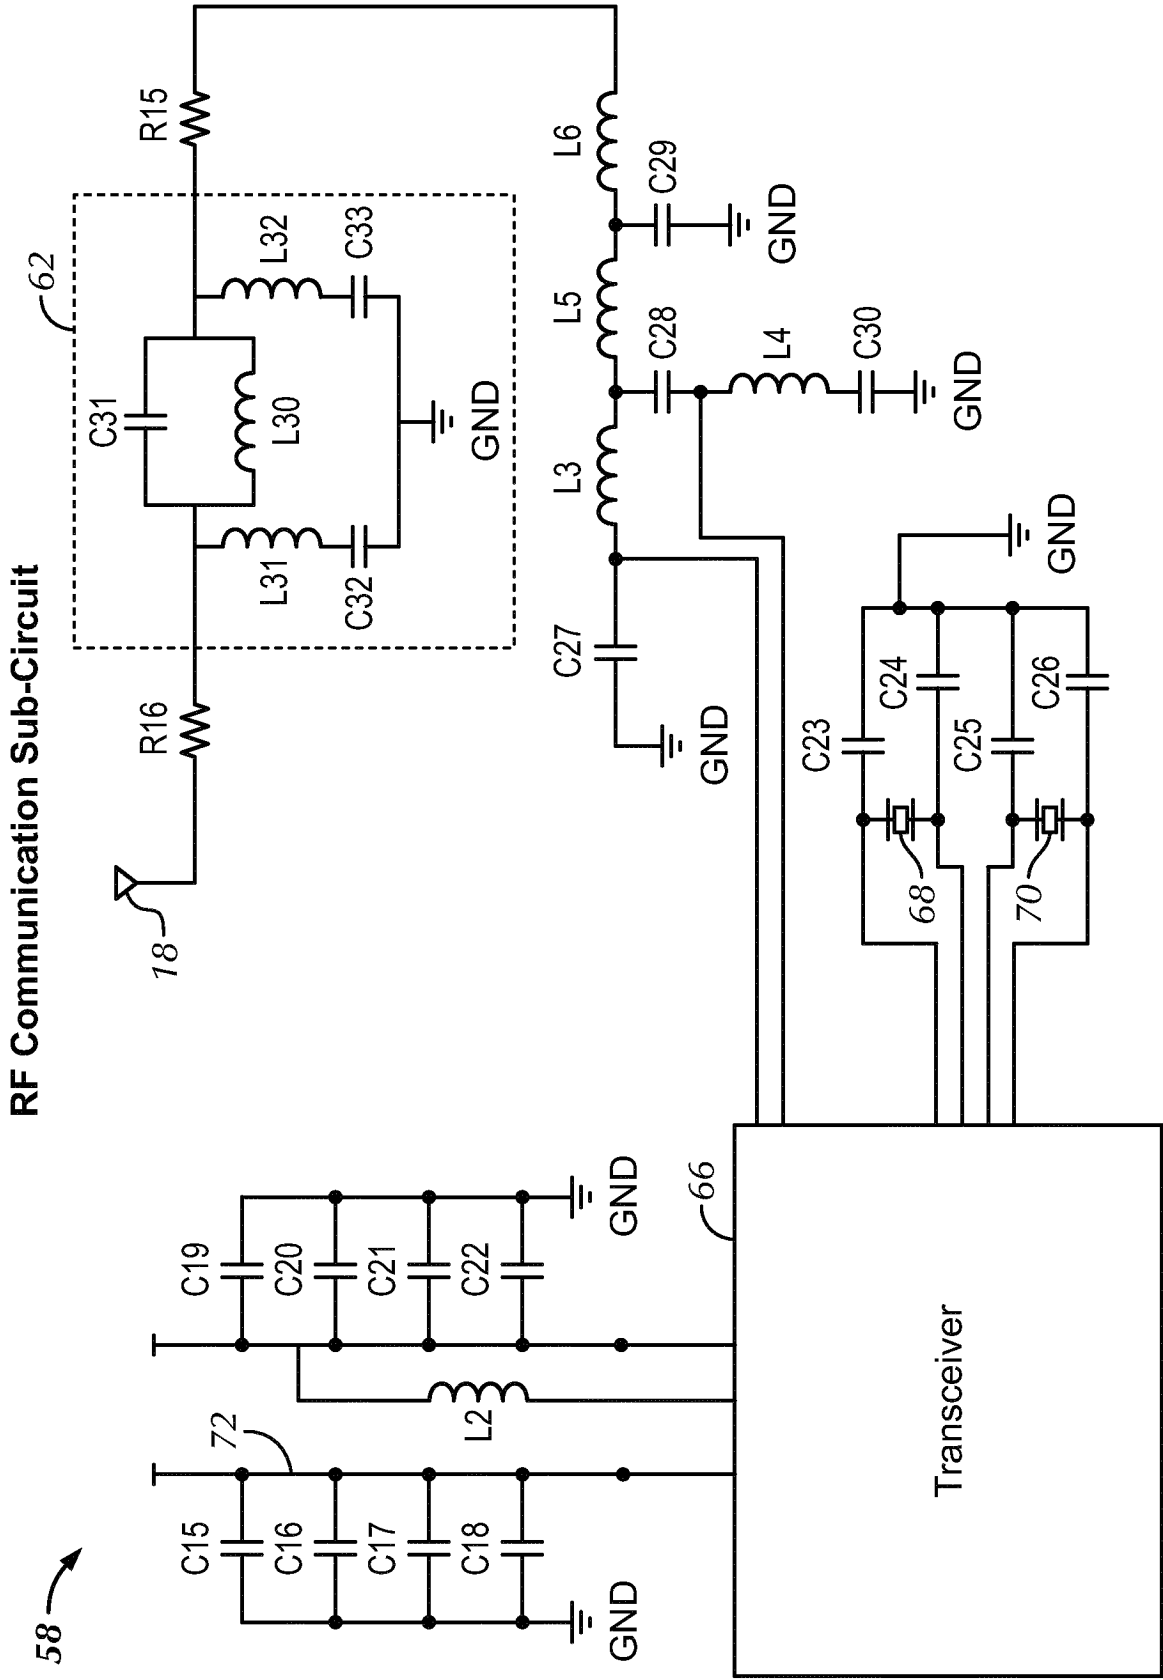 RF Communication Sub-Circuit
58
C15
C16
C17
C18
GND
72
L2
C19
C20
C21
C22
GND
66
Transceiver
18
R16
62
C31
L30
L31
C32
L32
C33
GND
R15
L6
C29
GND
L5
C28
L4
C30
GND
L3
C27
GND
C23
C24
C25
C26
GND
68
70